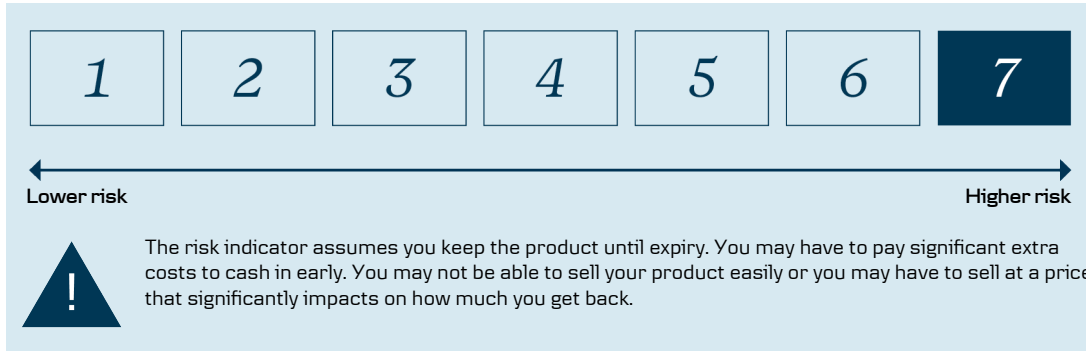 1 2 3 4 5 6 7
Lower risk Higher risk
!
The risk indicator assumes you keep the product until expiry. You may have to pay significant extra
costs to cash in early. You may not be able to sell your product easily or you may have to sell at a price
that significantly impacts on how much you get back.